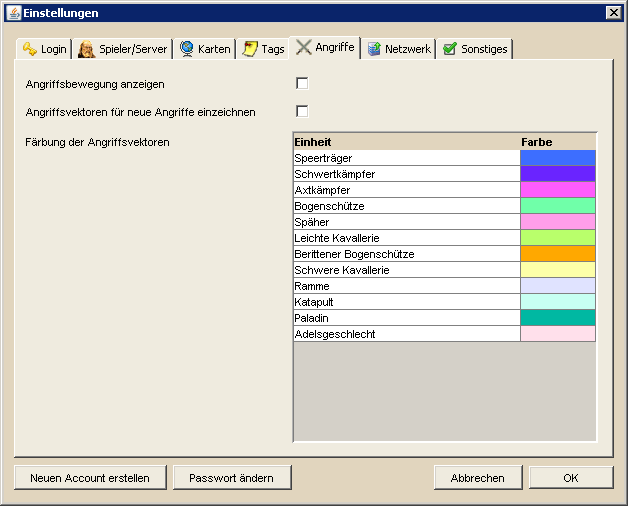 Einstellungen
Login Spieler/Server Karten Tags Angriffe Netzwerk Sonstiges
Angriffsbewegung anzeigen
Angriffsvektoren für neue Angriffe einzeichnen
Färbung der Angriffsvektoren
Einheit Farbe
Speerträger
Schwertkämpfer
Axtkämpfer
Bogenschütze
Späher
Leichte Kavallerie
Berittener Bogenschütze
Schwere Kavallerie
Ramme
Katapult
Paladin
Adelsgeschlecht
Neuen Account erstellen Passwort ändern Abbrechen OK